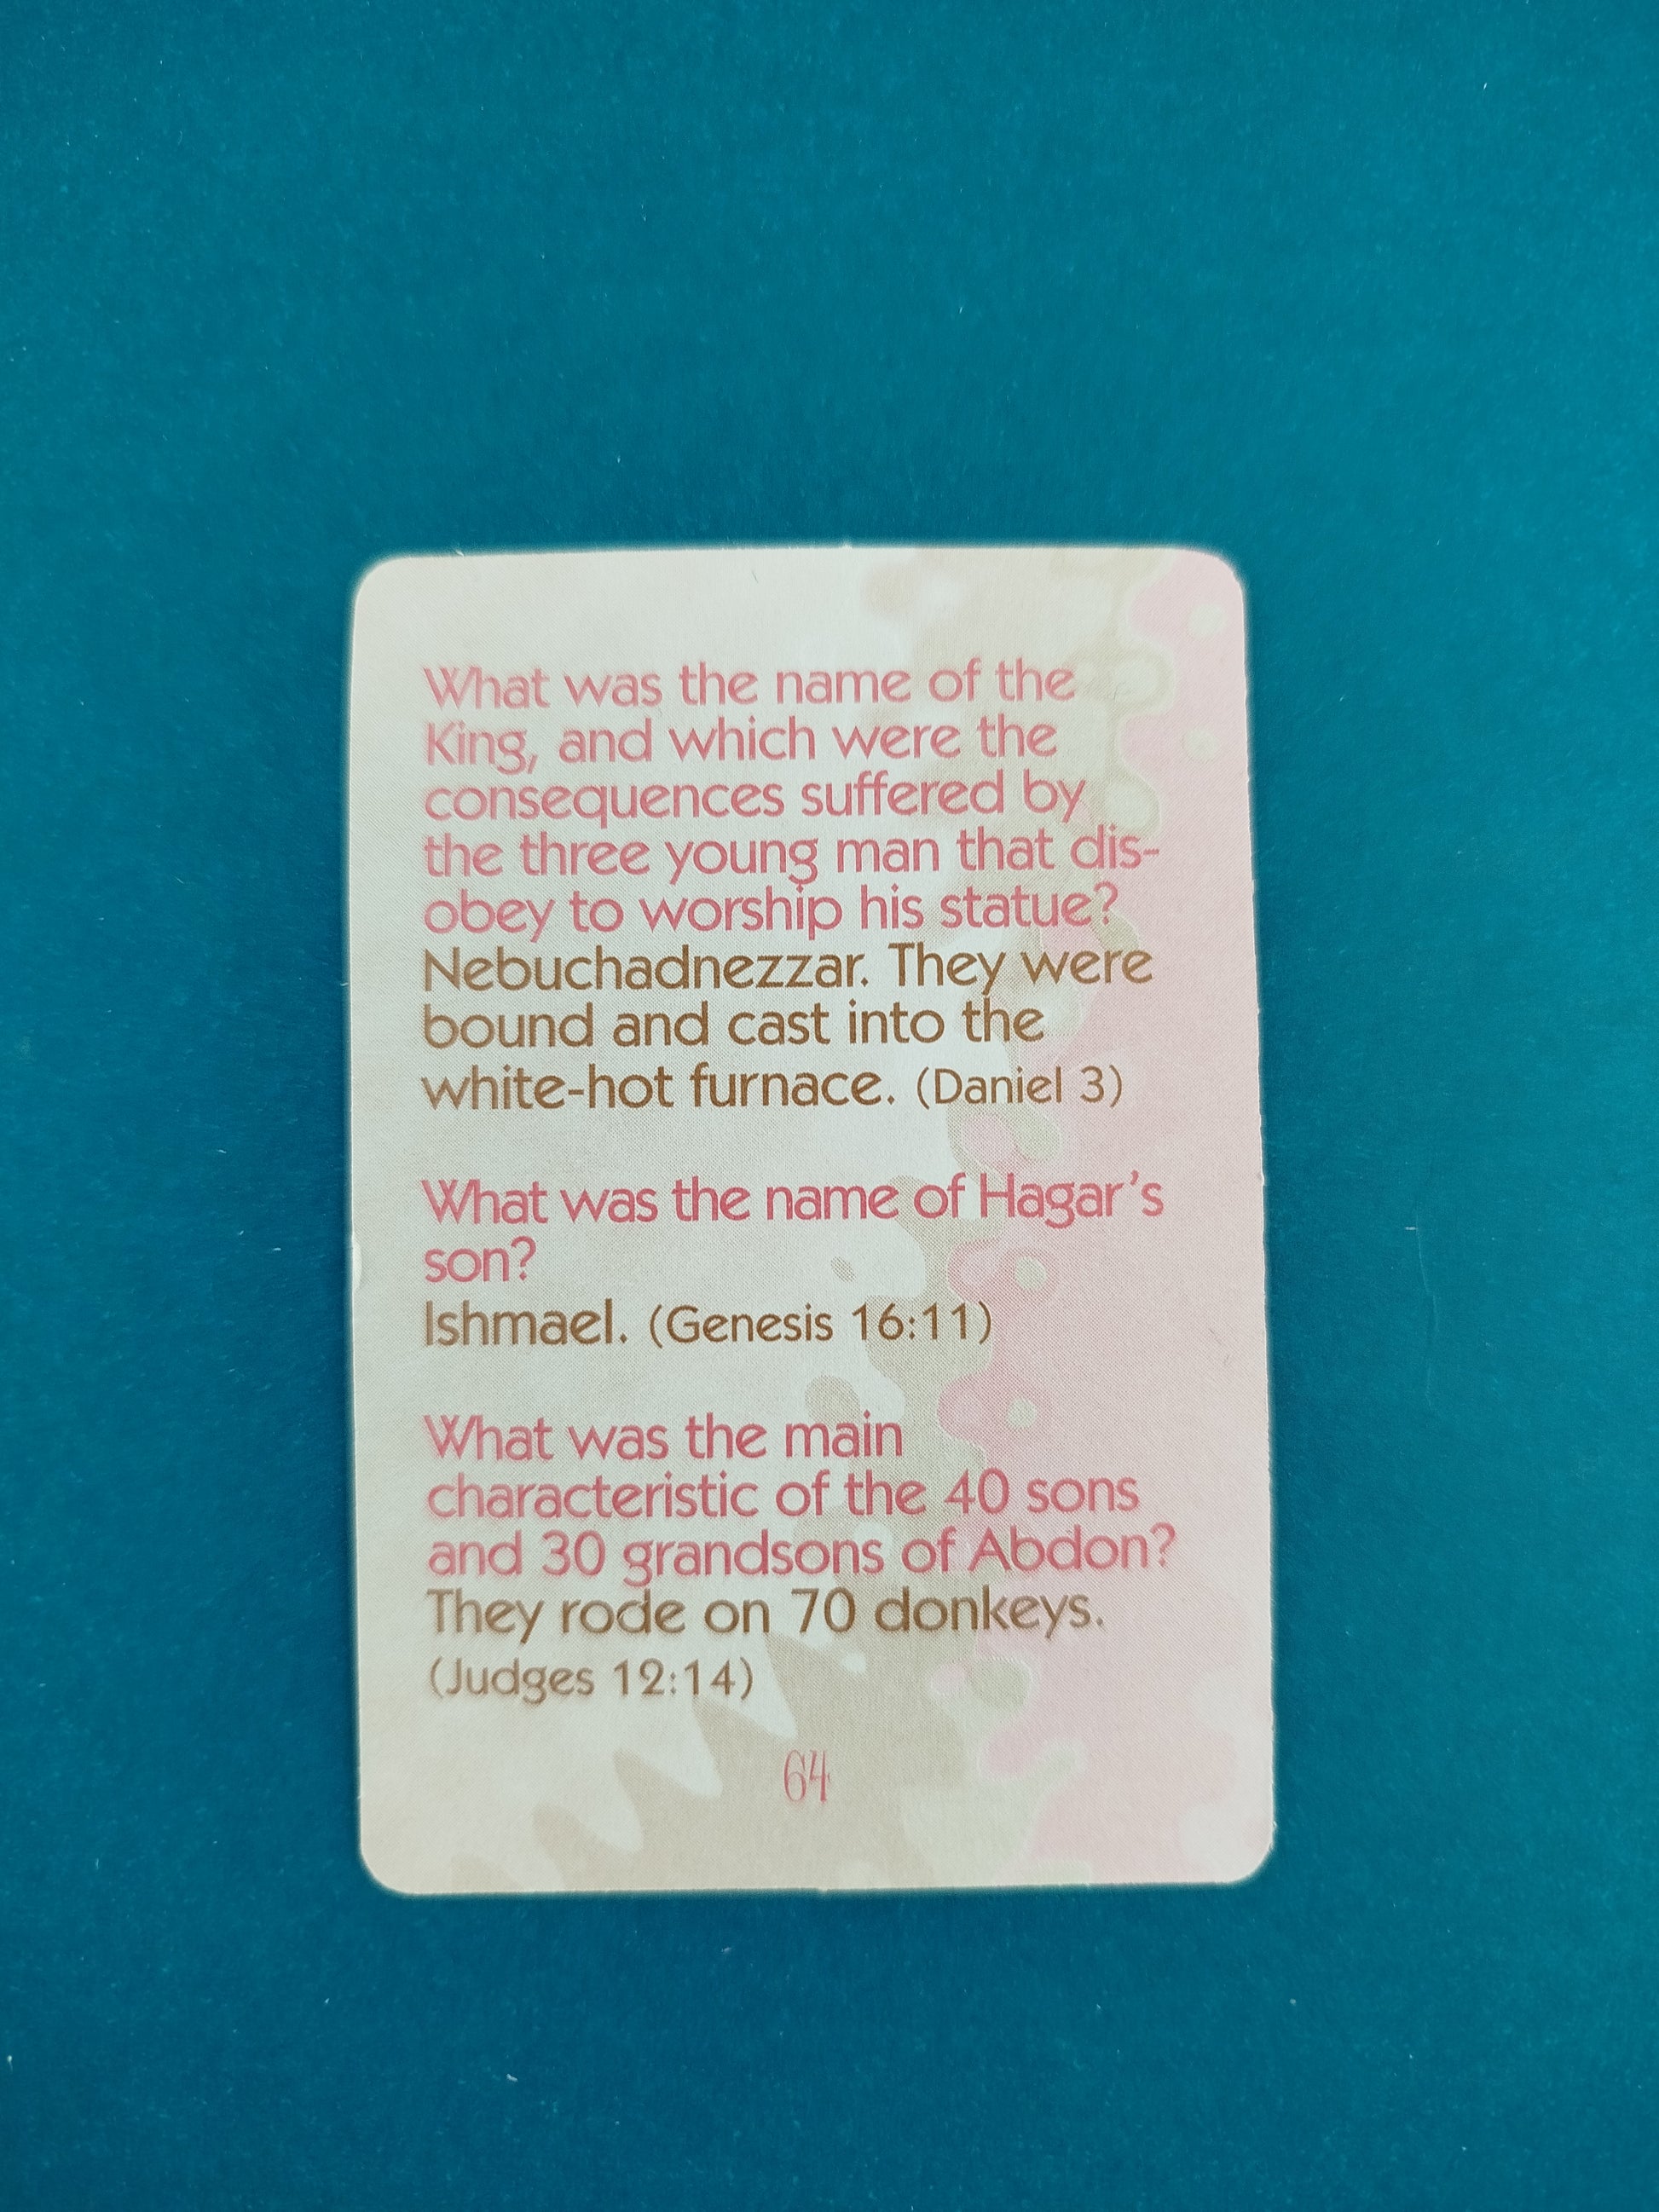 What was the name of the
King, and which were the
consequences suffered by
the three young man that dis-
obey to worship his statue?
Nebuchadnezzar. They were
bound and cast into the
white-hot furnace. (Daniel 3)
What was the name of Hagar's
son?
Ishmael. (Genesis 16:11)
What was the main
characteristic of the 40 sons
and 30 grandsons of Abdon?
They rode on 70 donkeys.
(Judges 12:14)
64